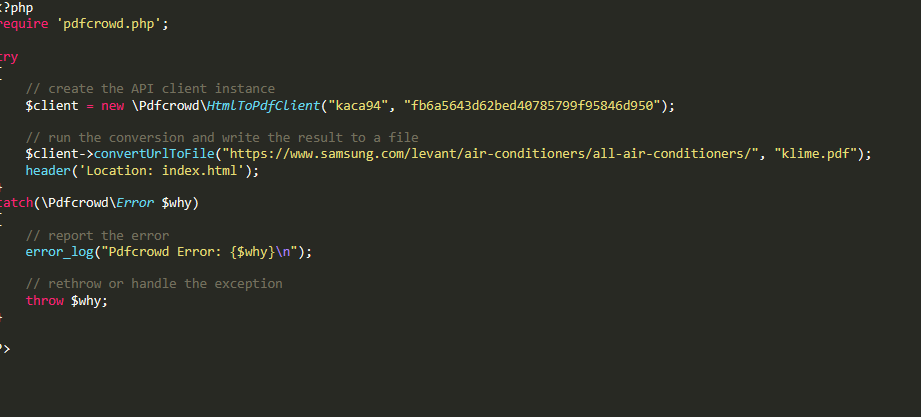 <?php
require 'pdfcrowd.php';
try
{
// create the API client instance
$client = new \Pdfcrowd\HtmlToPdfClient("kaca94", "fb6a5643d62bed40785799f95846d950");
// run the conversion and write the result to a file
$client->convertUrlToFile("https://www.samsung.com/levant/air-conditioners/all-air-conditioners/", "klime.pdf");
header('Location: index.html');
}
catch(\Pdfcrowd\Error $why)
{
// report the error
error_log("Pdfcrowd Error: {$why}\n");
// rethrow or handle the exception
throw $why;
}
?>